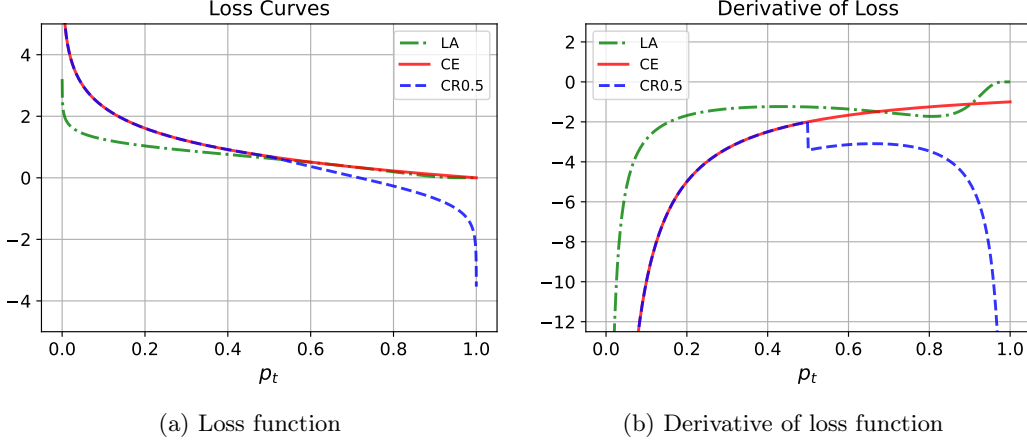 Loss Curves
4
2
0
−2
−4
0.0 0.2 0.4 0.6 0.8 1.0
p_t
LA
CE
CR0.5
(a) Loss function
Derivative of Loss
2
0
−2
−4
−6
−8
−10
−12
0.0 0.2 0.4 0.6 0.8 1.0
p_t
LA
CE
CR0.5
(b) Derivative of loss function